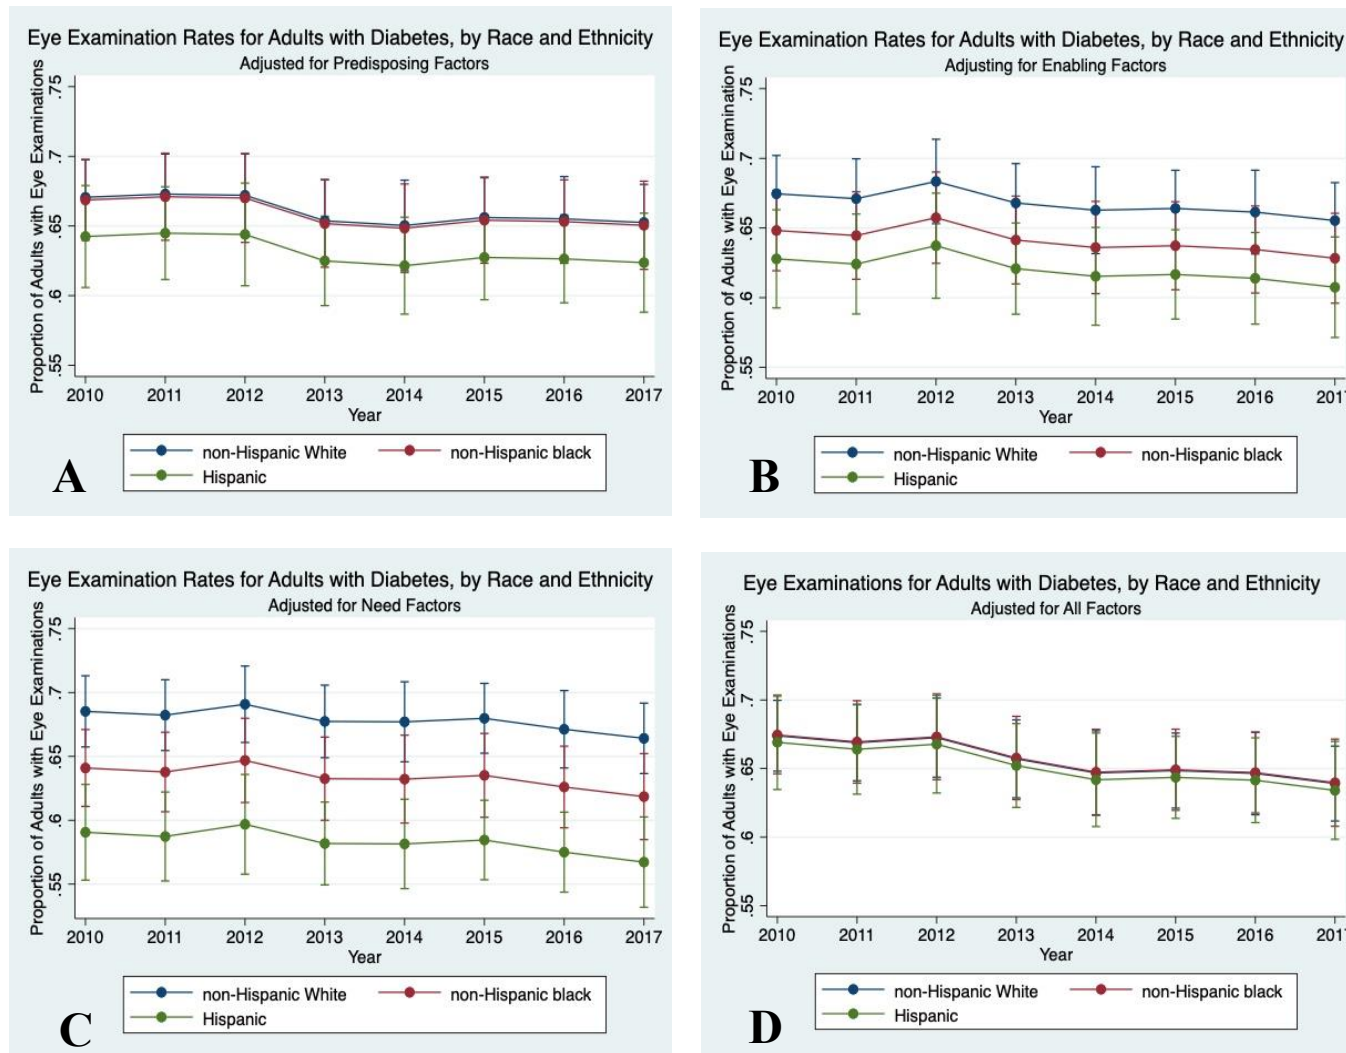 Eye Examination Rates for Adults with Diabetes, by Race and Ethnicity
Adjusted for Predisposing Factors
Proportion of Adults with Eye Examinations
.75
.7
.65
.6
.55
2010 2011 2012 2013 2014 2015 2016 2017
Year
non-Hispanic White non-Hispanic black
Hispanic
A
Eye Examination Rates for Adults with Diabetes, by Race and Ethnicity
Adjusting for Enabling Factors
Proportion of Adults with Eye Examination
.75
.7
.65
.6
.55
2010 2011 2012 2013 2014 2015 2016 201
Year
non-Hispanic White non-Hispanic black
Hispanic
B
Eye Examination Rates for Adults with Diabetes, by Race and Ethnicity
Adjusted for Need Factors
Proportion of Adults with Eye Examinations
.75
.7
.65
.6
.55
2010 2011 2012 2013 2014 2015 2016 2017
Year
non-Hispanic White non-Hispanic black
Hispanic
C
Eye Examinations for Adults with Diabetes, by Race and Ethnicity
Adjusted for All Factors
Proportion of Adults with Eye Examinations
.75
.7
.65
.6
.55
2010 2011 2012 2013 2014 2015 2016 201
Year
non-Hispanic White non-Hispanic black
Hispanic
D